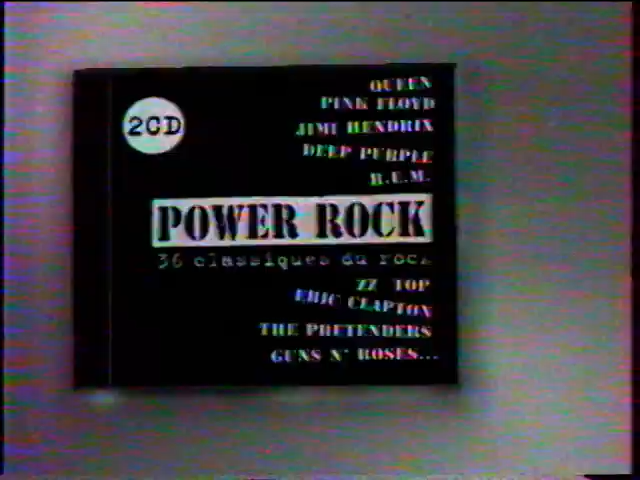 QUEEN
PINK FLOYD
JIMI HENDRIX
2CD
DEEP PURPLE
R.E.M.
POWER ROCK
36 classiques du rock
ZZ TOP
ERIC CLAPTON
THE PRETENDERS
GUNS N' ROSES...